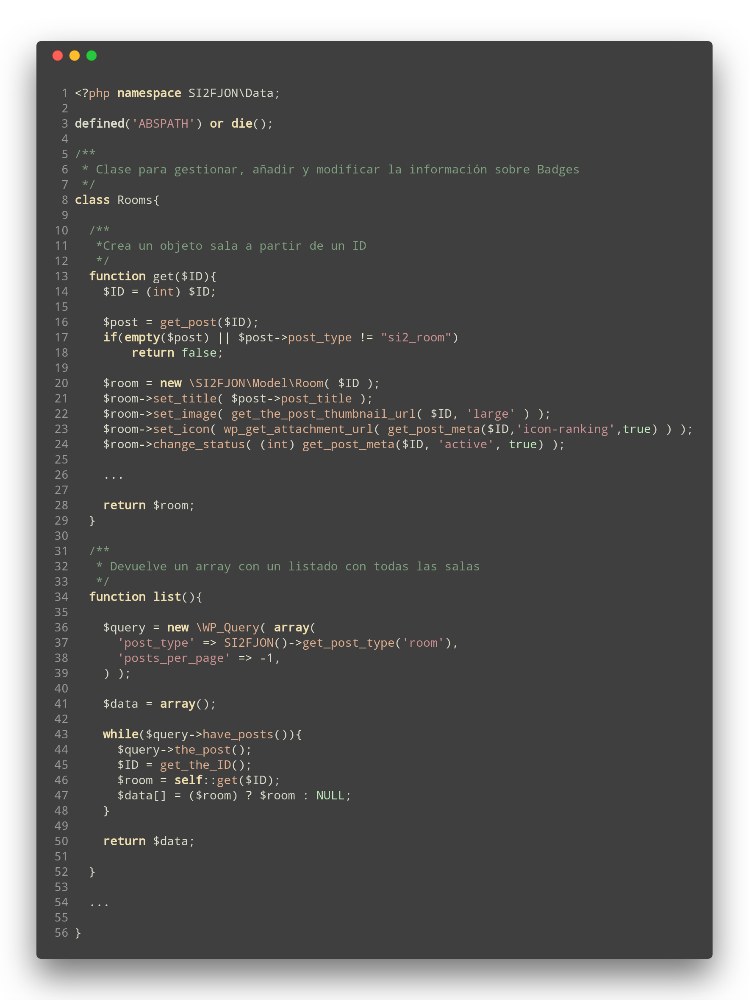 1 <?php namespace SI2FJON\Data;
2
3 defined('ABSPATH') or die();
4
5 /**
6  * Clase para gestionar, añadir y modificar la información sobre Badges
7  */
8 class Rooms{
9
10   /**
11    *Crea un objeto sala a partir de un ID
12    */
13   function get($ID){
14     $ID = (int) $ID;
15
16     $post = get_post($ID);
17     if(empty($post) || $post->post_type != "si2_room")
18         return false;
19
20     $room = new \SI2FJON\Model\Room( $ID );
21     $room->set_title( $post->post_title );
22     $room->set_image( get_the_post_thumbnail_url( $ID, 'large' ) );
23     $room->set_icon( wp_get_attachment_url( get_post_meta($ID,'icon-ranking',true) ) );
24     $room->change_status( (int) get_post_meta($ID, 'active', true) );
25
26     ...
27
28     return $room;
29   }
30
31   /**
32    * Devuelve un array con un listado con todas las salas
33    */
34   function list(){
35
36     $query = new \WP_Query( array(
37       'post_type' => SI2FJON()->get_post_type('room'),
38       'posts_per_page' => -1,
39     ) );
40
41     $data = array();
42
43     while($query->have_posts()){
44       $query->the_post();
45       $ID = get_the_ID();
46       $room = self::get($ID);
47       $data[] = ($room) ? $room : NULL;
48     }
49
50     return $data;
51
52   }
53
54   ...
55
56 }